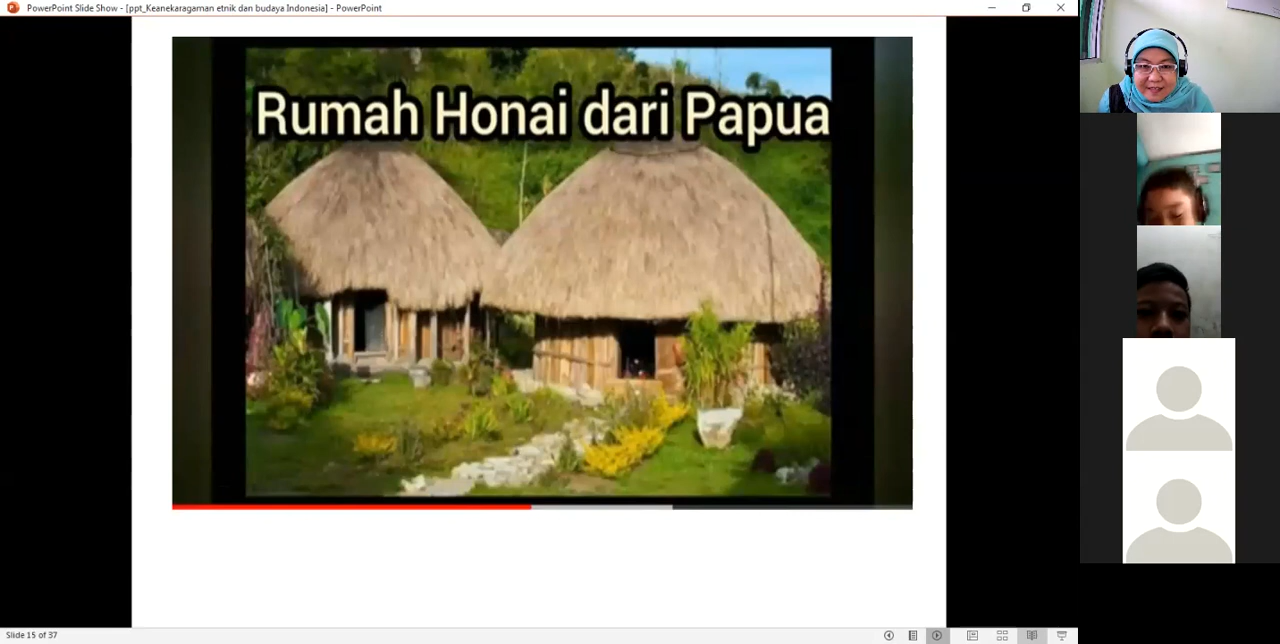 PowerPoint Slide Show - [ppt_Keanekaragaman etnik dan budaya Indonesia] - PowerPoint
Rumah Honai dari Papua
Slide 15 of 37